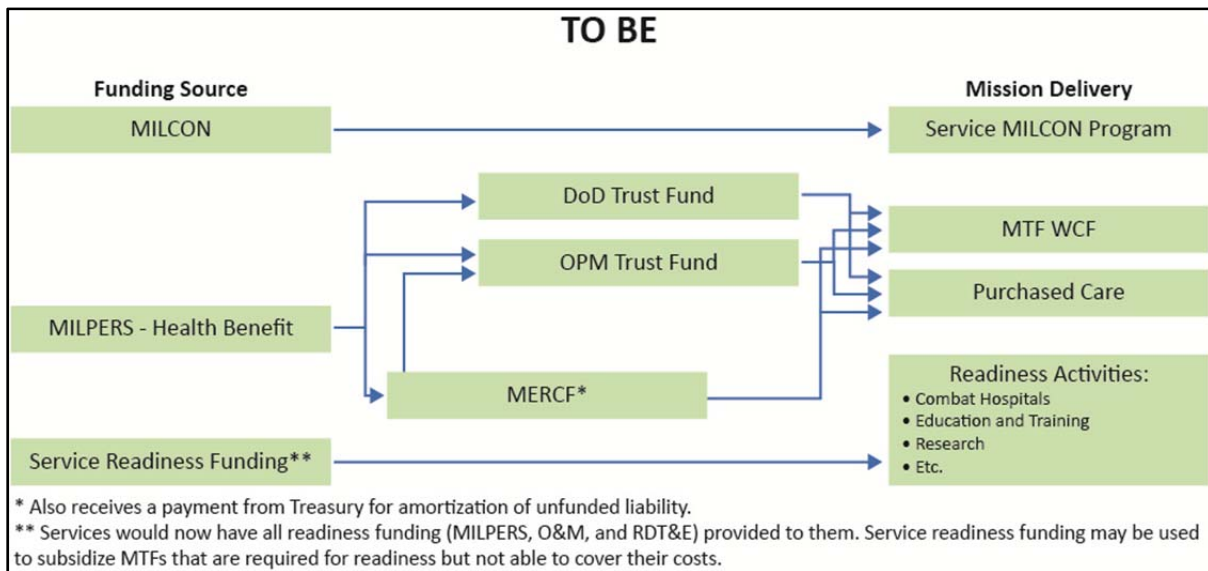 TO BE
Funding Source
Mission Delivery
MILCON
Service MILCON Program
DoD Trust Fund
MTF WCF
OPM Trust Fund
Purchased Care
MILPERS - Health Benefit
MERCF*
Readiness Activities:
• Combat Hospitals
• Education and Training
• Research
• Etc.
Service Readiness Funding**
* Also receives a payment from Treasury for amortization of unfunded liability.
** Services would now have all readiness funding (MILPERS, O&M, and RDT&E) provided to them. Service readiness funding may be used
to subsidize MTFs that are required for readiness but not able to cover their costs.